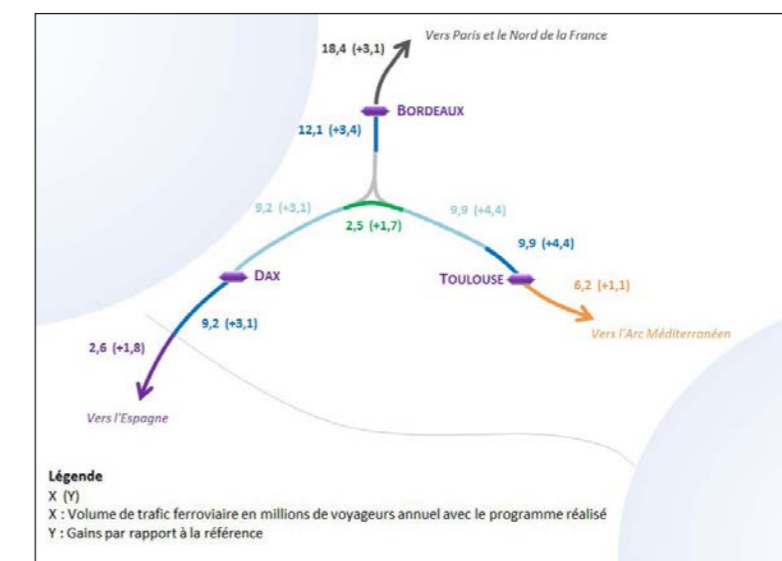 Vers Paris et le Nord de la France
18,4 (+3,1)
BORDEAUX
12,1 (+3,4)
9,2 (+3,1)
9,9 (+4,4)
2,5 (+1,7)
9,9 (+4,4)
DAX
TOULOUSE
6,2 (+1,1)
9,2 (+3,1)
Vers l'Arc Méditerranéen
2,6 (+1,8)
Vers l'Espagne
Légende
X (Y)
X : Volume de trafic ferroviaire en millions de voyageurs annuel avec le programme réalisé
Y : Gains par rapport à la référence